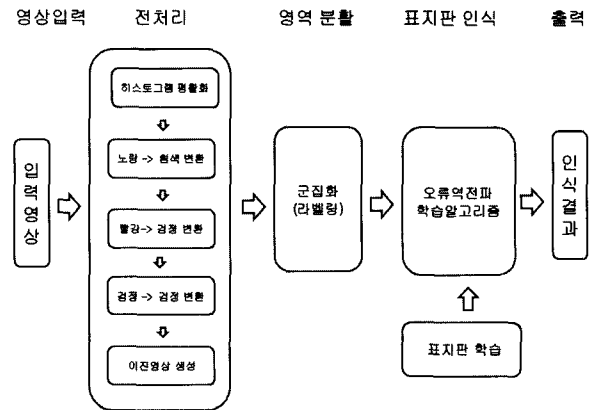 영상입력 전처리 영역 분활 표지판 인식 출력
입력영상
히스토그램 평활화
노랑 -> 흰색 변환
빨강-> 검정 변환
검정 -> 검정 변환
이진영상 생성
군집화
(라벨링)
오류역전파
학습알고리즘
표지판 학습
인식결과